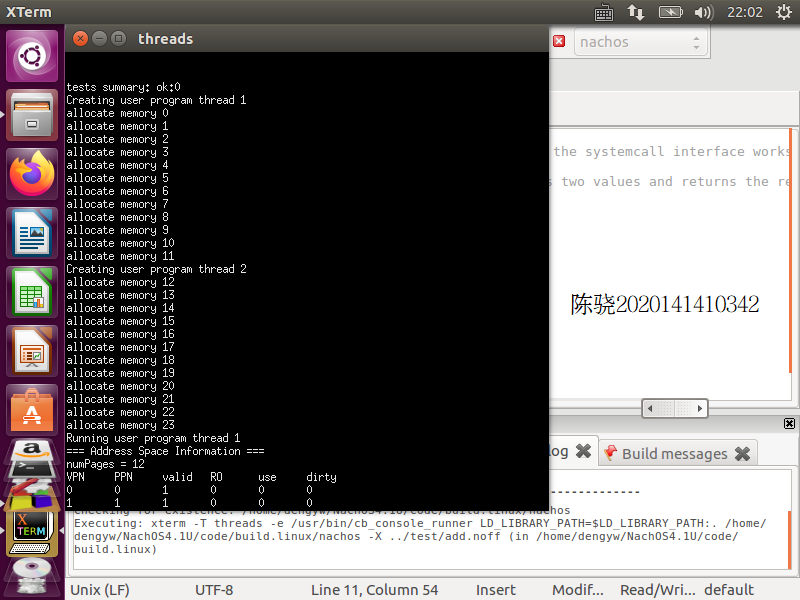 XTerm
22:02
threads
nachos
tests summary: ok:0
Creating user program thread 1
allocate memory 0
allocate memory 1
allocate memory 2
allocate memory 3
allocate memory 4
allocate memory 5
allocate memory 6
allocate memory 7
allocate memory 8
allocate memory 9
allocate memory 10
allocate memory 11
Creating user program thread 2
allocate memory 12
allocate memory 13
allocate memory 14
allocate memory 15
allocate memory 16
allocate memory 17
allocate memory 18
allocate memory 19
allocate memory 20
allocate memory 21
allocate memory 22
allocate memory 23
Running user program thread 1
=== Address Space Information ===
numPages = 12
VPN PPN valid RO use dirty
0 0 1 0 0 0
1 1 1 0 0 0
the systemcall interface works
s two values and returns the re
陈骁2020141410342
log
Build messages
-------------
Checking for existence: /home/dengyw/NachOS4.1U/code/build.linux/nachos
Executing: xterm -T threads -e /usr/bin/cb_console_runner LD_LIBRARY_PATH=$LD_LIBRARY_PATH:. /home/
dengyw/NachOS4.1U/code/build.linux/nachos -X ../test/add.noff (in /home/dengyw/NachOS4.1U/code/
build.linux)
Unix (LF)
UTF-8
Line 11, Column 54
Insert
Modif...
Read/Wri...
default
X
TERM